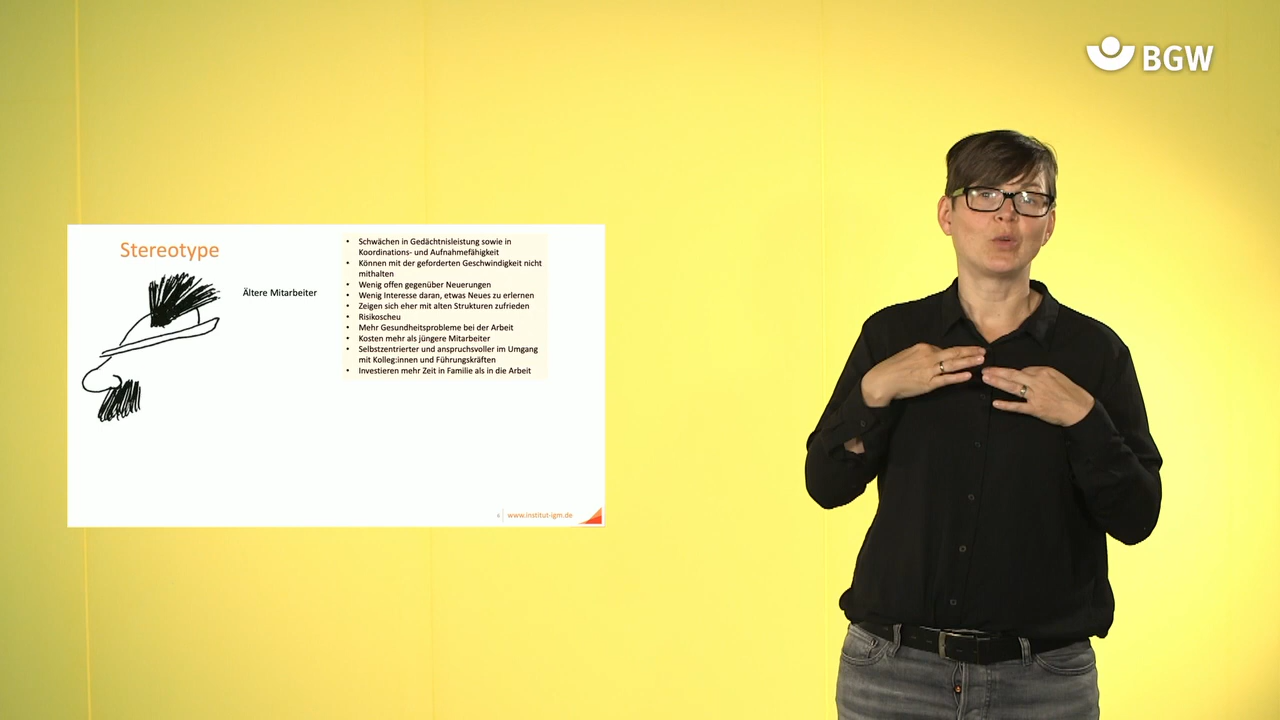 BGW
Stereotype
Ältere Mitarbeiter
• Schwächen in Gedächtnisleistung sowie in
Koordinations- und Aufnahmefähigkeit
• Können mit der geforderten Geschwindigkeit nicht
mithalten
• Wenig offen gegenüber Neuerungen
• Wenig Interesse daran, etwas Neues zu erlernen
• Zeigen sich eher mit alten Strukturen zufrieden
• Risikoscheu
• Mehr Gesundheitsprobleme bei der Arbeit
• Kosten mehr als jüngere Mitarbeiter
• Selbstzentrierter und anspruchsvoller im Umgang
mit Kolleg:innen und Führungskräften
• Investieren mehr Zeit in Familie als in die Arbeit
www.institut-igm.de